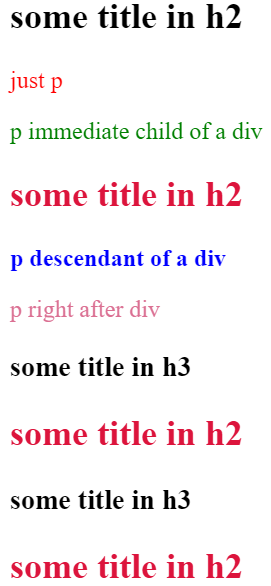 some title in h2
just p
p immediate child of a div
some title in h2
p descendant of a div
p right after div
some title in h3
some title in h2
some title in h3
some title in h2